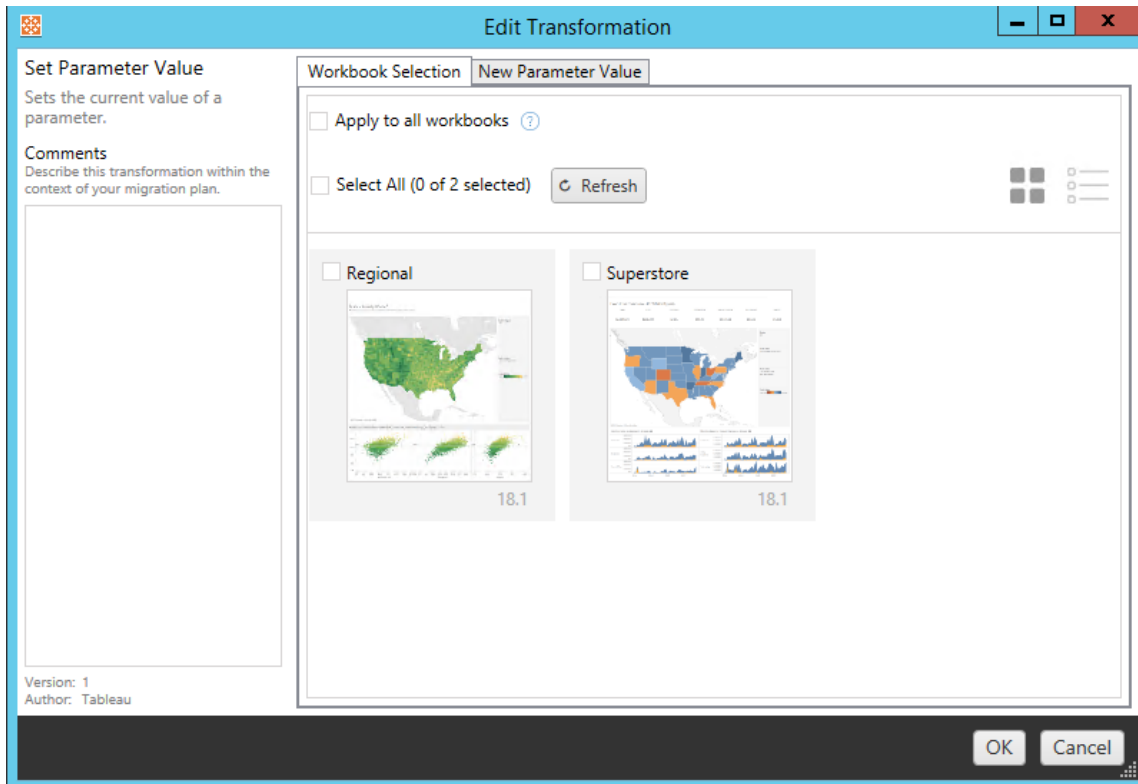 Edit Transformation
Set Parameter Value
Sets the current value of a
parameter.
Comments
Describe this transformation within the
context of your migration plan.
Version: 1
Author: Tableau
Workbook Selection
New Parameter Value
Apply to all workbooks ?
Select All (0 of 2 selected)
Refresh
Regional
18.1
Superstore
18.1
OK
Cancel